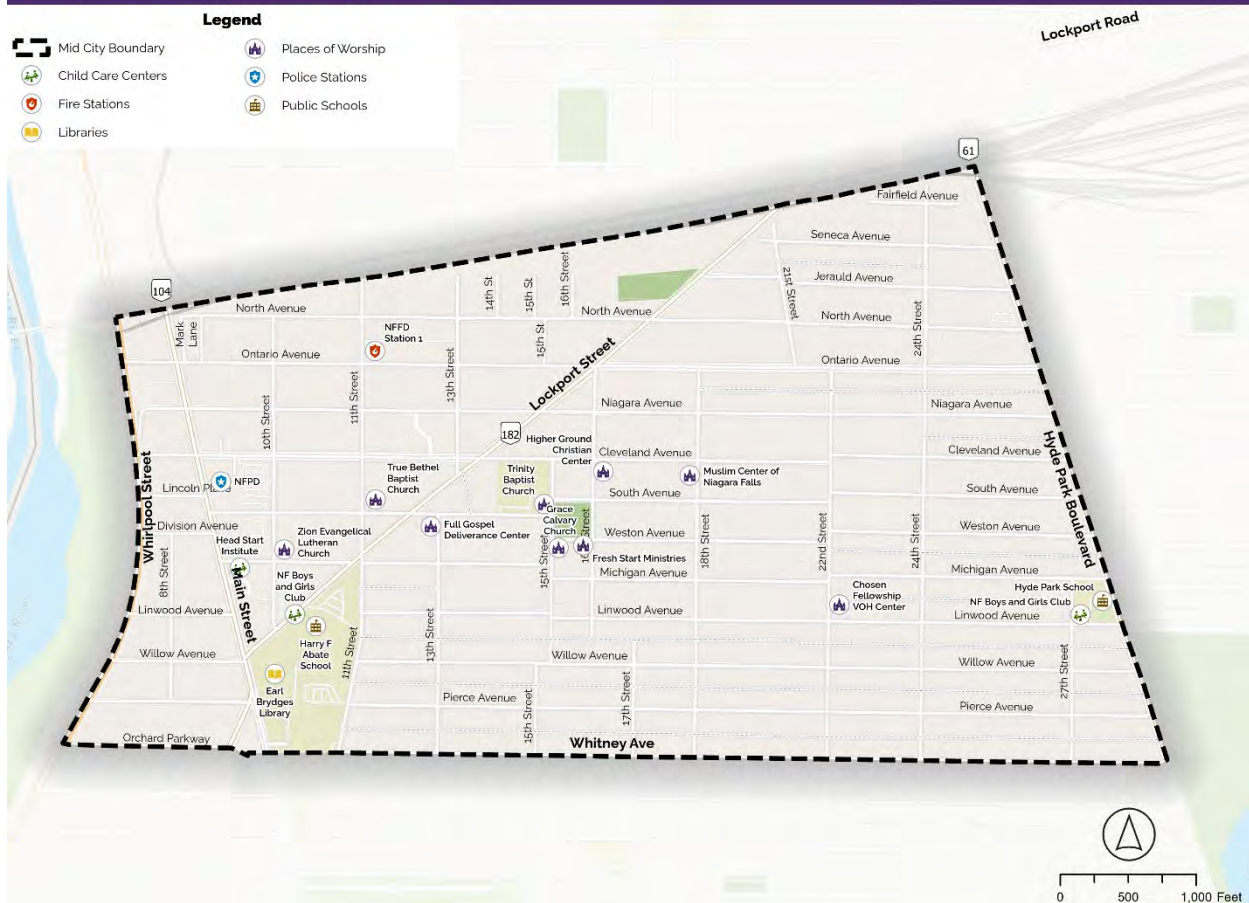 Legend
Mid City Boundary
Child Care Centers
Fire Stations
Libraries
Places of Worship
Police Stations
Public Schools
Lockport Road
61
Fairfield Avenue
Seneca Avenue
21st Street
Jerauld Avenue
104
North Avenue
Mark
Lane
14th St
15th St
16th Street
North Avenue
North Avenue
24th Street
NFFD
Station 1
15th St
Ontario Avenue
Ontario Avenue
11th Street
13th Street
Lockport Street
10th Street
Niagara Avenue
Niagara Avenue
182
Higher Ground
Christian
Center
Cleveland Avenue
Cleveland Avenue
Hyde Park Boulevard
True Bethel
Baptist
Church
Trinity
Baptist
Church
Muslim Center of
Niagara Falls
NFPD
South Avenue
South Avenue
Whirlpool Street
Division Avenue
Head Start
Institute
Zion Evangelical
Lutheran
Church
Full Gospel
Deliverance Center
Grace
Calvary
Church
Street
Weston Avenue
Weston Avenue
Fresh Start Ministries
15th Street
18th Street
22nd Street
24th Street
8th Street
Main Street
NF Boys
and Girls
Club
Michigan Avenue
Michigan Avenue
Chosen
Fellowship
VOH Center
Hyde Park School
NF Boys and Girls Club
Linwood Avenue
Linwood Avenue
Linwood Avenue
Harry F
Abate
School
11th Street
13th Street
Willow Avenue
Willow Avenue
Willow Avenue
27th Street
Earl
Brydges
Library
Pierce Avenue
15th Street
17th Street
Pierce Avenue
Orchard Parkway
Whitney Ave
0 500 1,000 Feet